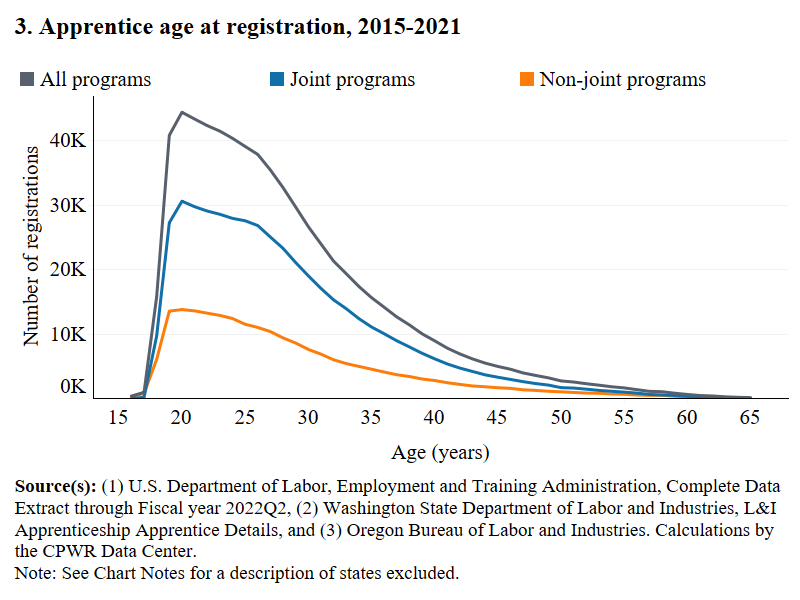 3. Apprentice age at registration, 2015-2021
All programs
Joint programs
Non-joint programs
Number of registrations
40K
30K
20K
10K
0K
15 20 25 30 35 40 45 50 55 60 65
Age (years)
Source(s): (1) U.S. Department of Labor, Employment and Training Administration, Complete Data
Extract through Fiscal year 2022Q2, (2) Washington State Department of Labor and Industries, L&I
Apprenticeship Apprentice Details, and (3) Oregon Bureau of Labor and Industries. Calculations by
the CPWR Data Center.
Note: See Chart Notes for a description of states excluded.